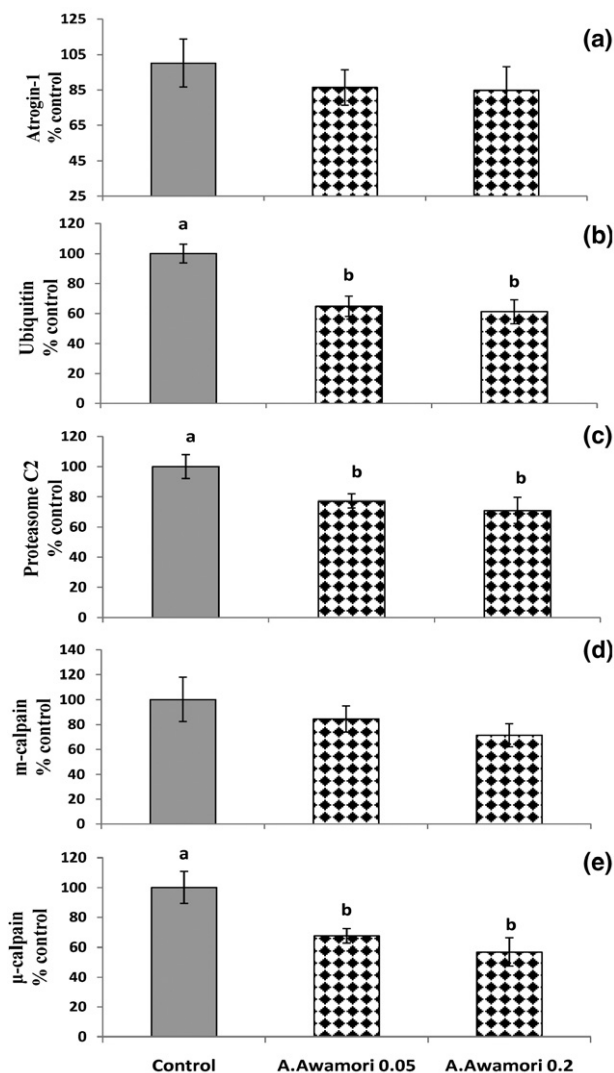 (a)
Atrogin-1
% control
125
105
85
65
45
25
(b)
Ubiquitin
% control
120
100
80
60
40
20
0
a
b
b
(c)
Proteasome C2
% control
120
100
80
60
40
20
0
a
b
b
(d)
m-calpain
% control
140
120
100
80
60
40
20
0
(e)
µ-calpain
% control
120
100
80
60
40
20
0
a
b
b
Control A.Awamori 0.05 A.Awamori 0.2